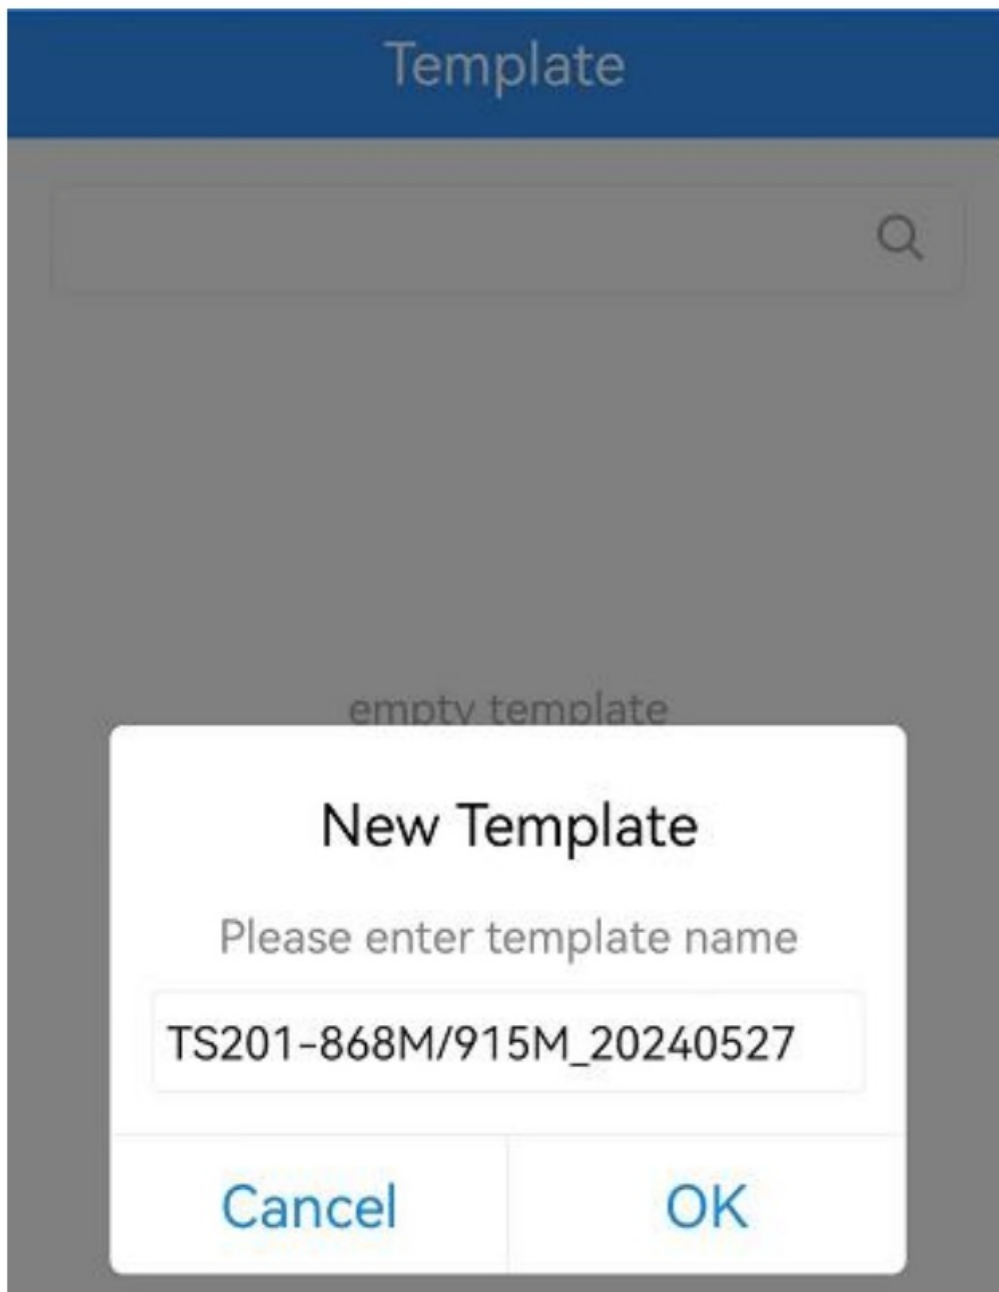 Template
empty template
New Template
Please enter template name
TS201-868M/915M_20240527
Cancel
OK